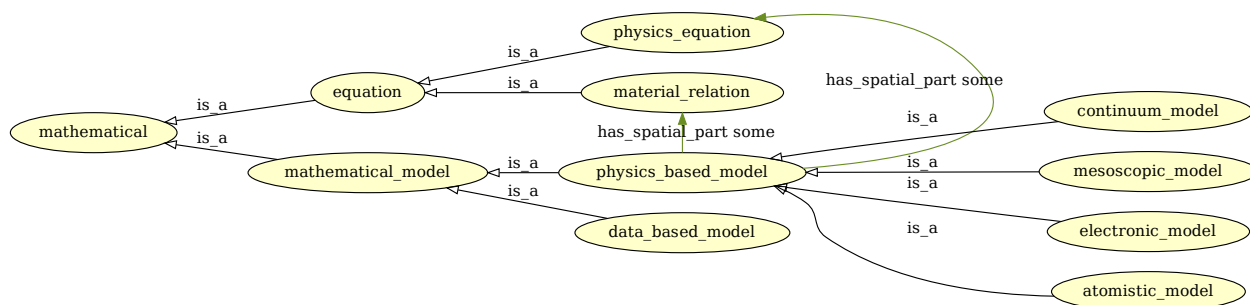 physics_equation
is_a
has_spatial_part some
equation
is_a
material_relation
continuum_model
is_a
is_a
mathematical
is_a
has_spatial_part some
mathematical_model
is_a
physics_based_model
is_a
mesoscopic_model
is_a
is_a
data_based_model
is_a
electronic_model
atomistic_model